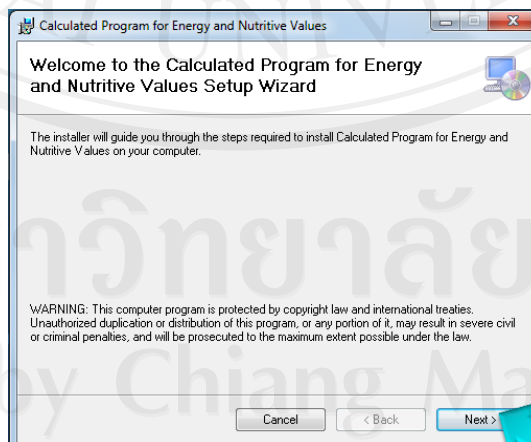 Calculated Program for Energy and Nutritive Values
Welcome to the Calculated Program for Energy
and Nutritive Values Setup Wizard
The installer will guide you through the steps required to install Calculated Program for Energy and
Nutritive Values on your computer.
WARNING: This computer program is protected by copyright law and international treaties.
Unauthorized duplication or distribution of this program, or any portion of it, may result in severe civil
or criminal penalties, and will be prosecuted to the maximum extent possible under the law.
by Chiang
Cancel < Back Next >